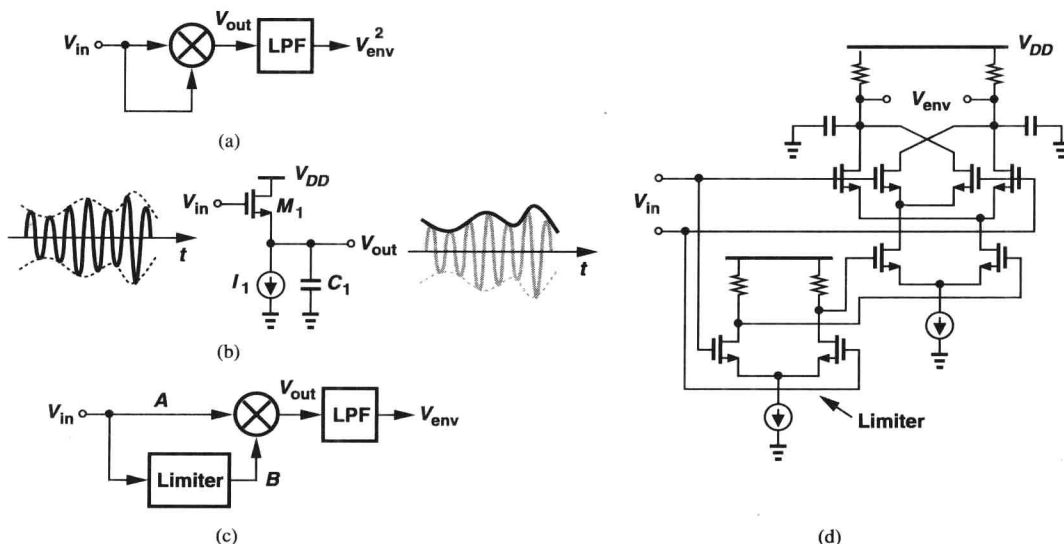 V_in V_out LPF V_env^2
(a)
V_in V_DD M_1
t I_1 C_1 V_out t
(b)
V_in A V_out LPF V_env
Limiter B
(c)
V_DD
V_env
V_in
Limiter
(d)